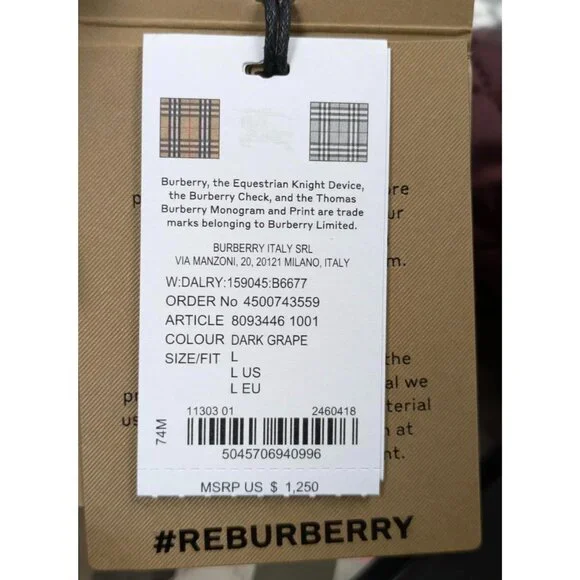 Burberry, the Equestrian Knight Device,
the Burberry Check, and the Thomas
Burberry Monogram and Print are trade
marks belonging to Burberry Limited.
BURBERRY ITALY SRL
VIA MANZONI, 20, 20121 MILANO, ITALY
W:DALRY:159045:B6677
ORDER No 4500743559
ARTICLE 8093446 1001
COLOUR DARK GRAPE
SIZE/FIT L
L US
L EU
11303 01 2460418
74M
5045706940996
MSRP US $ 1,250
#REBURBERRY
the
we
at